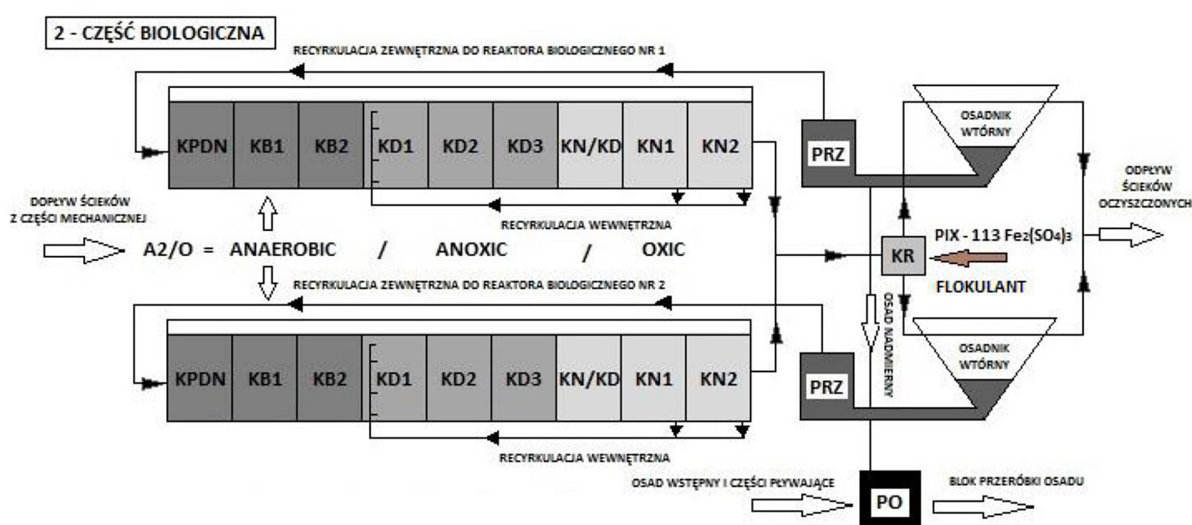 2 - CZĘŚĆ BIOLOGICZNA
RECYRKULACJA ZEWNĘTRZNA DO REAKTORA BIOLOGICZNEGO NR 1
KPDN KB1 KB2 KD1 KD2 KD3 KN/KD KN1 KN2
PRZ
OSADNIK
WTÓRNY
RECYRKULACJA WEWNĘTRZNA
DOPŁYW ŚCIEKÓW
Z CZĘŚCI MECHANICZNEJ
A2/O = ANAEROBIC / ANOXIC / OXIC
KR
PIX - 113 Fe2(SO4)3
FLOKULANT
ODPŁYW
ŚCIEKÓW
OCZYSZCZONYCH
RECYRKULACJA ZEWNĘTRZNA DO REAKTORA BIOLOGICZNEGO NR 2
OSAD NADMIERNY
KPDN KB1 KB2 KD1 KD2 KD3 KN/KD KN1 KN2
PRZ
OSADNIK
WTÓRNY
RECYRKULACJA WEWNĘTRZNA
OSAD WSTĘPNY I CZĘŚCI PŁYWAJĄCE
PO
BLOK PRZERÓBKI OSADU